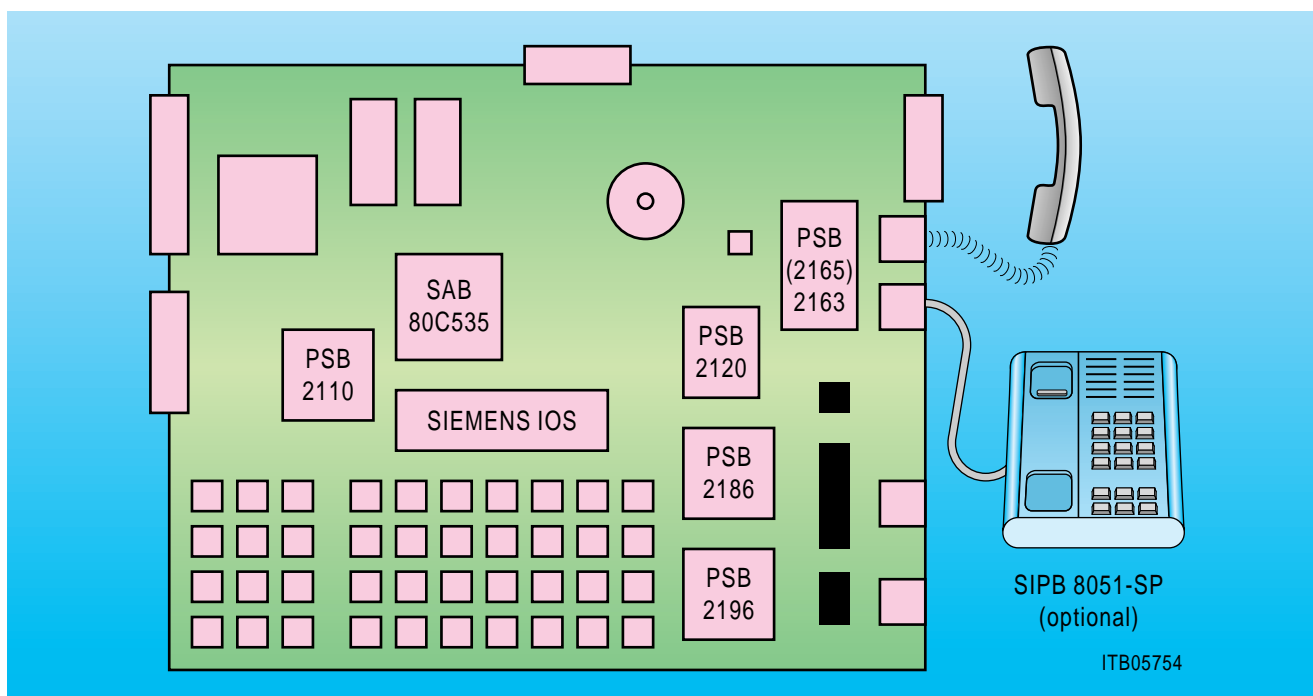 PSB
(2165)
2163
SAB
80C535
PSB
2110
PSB
2120
SIEMENS IOS
PSB
2186
PSB
2196
SIPB 8051-SP
(optional)
ITB05754